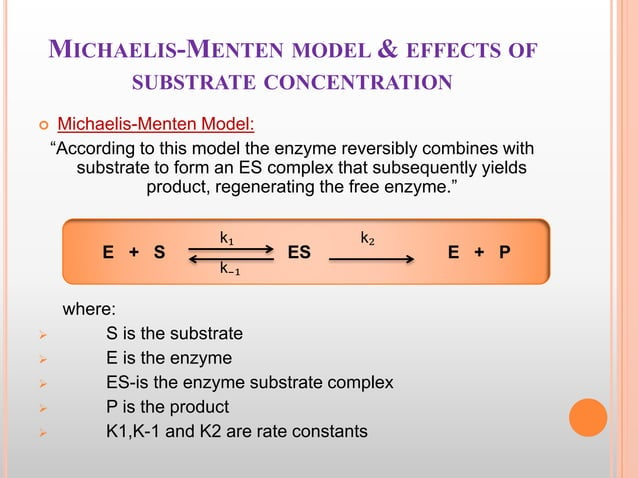 MICHAELIS-MENTEN MODEL & EFFECTS OF
SUBSTRATE CONCENTRATION
Michaelis-Menten Model:
“According to this model the enzyme reversibly combines with
substrate to form an ES complex that subsequently yields
product, regenerating the free enzyme.”
k₁ k₂
E + S ES E + P
k₋₁
where:
S is the substrate
E is the enzyme
ES-is the enzyme substrate complex
P is the product
K1,K-1 and K2 are rate constants